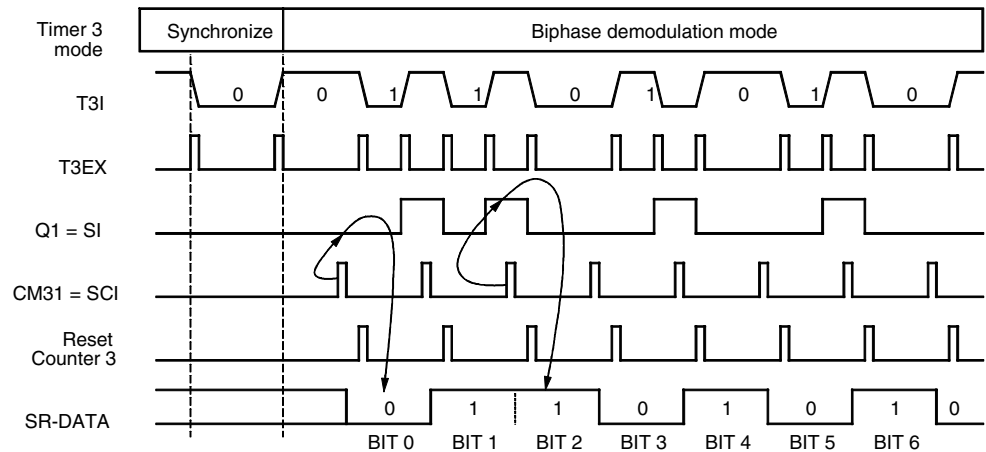 Timer 3 mode Synchronize Biphase demodulation mode
T3I 0 0 1 1 0 1 0 1 0
T3EX
Q1 = SI
CM31 = SCI
Reset
Counter 3
SR-DATA 0 1 1 0 1 0 1 0
BIT 0 BIT 1 BIT 2 BIT 3 BIT 4 BIT 5 BIT 6